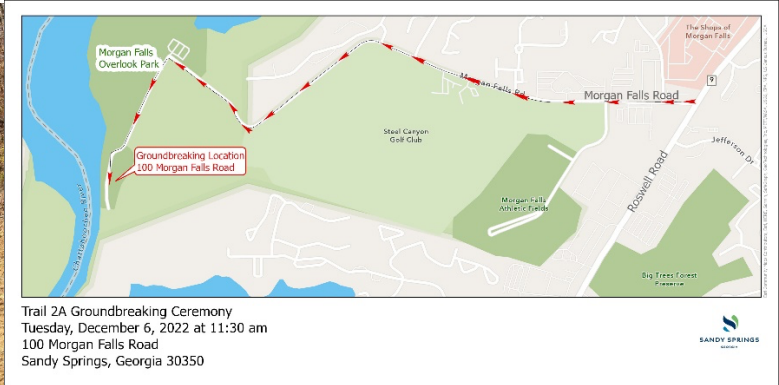 The Shops of
Morgan Falls
Morgan Falls
Overlook Park
9
Morgan Falls Rd
Morgan Falls Road
Steel Canyon
Golf Club
Jefferson Dr
Groundbreaking Location
100 Morgan Falls Road
Roswell Road
Morgan Falls
Athletic Fields
Chattahoochee River
Big Trees Forest
Preserve
Trail 2A Groundbreaking Ceremony
Tuesday, December 6, 2022 at 11:30 am
100 Morgan Falls Road
Sandy Springs, Georgia 30350
SANDY SPRINGS
GEORGIA